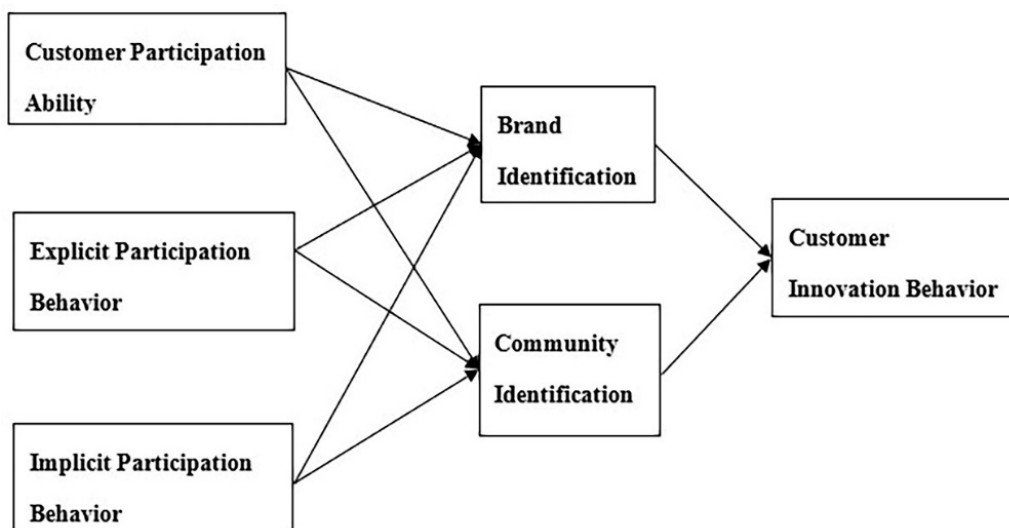 Customer Participation
Ability
Explicit Participation
Behavior
Implicit Participation
Behavior
Brand
Identification
Community
Identification
Customer
Innovation Behavior